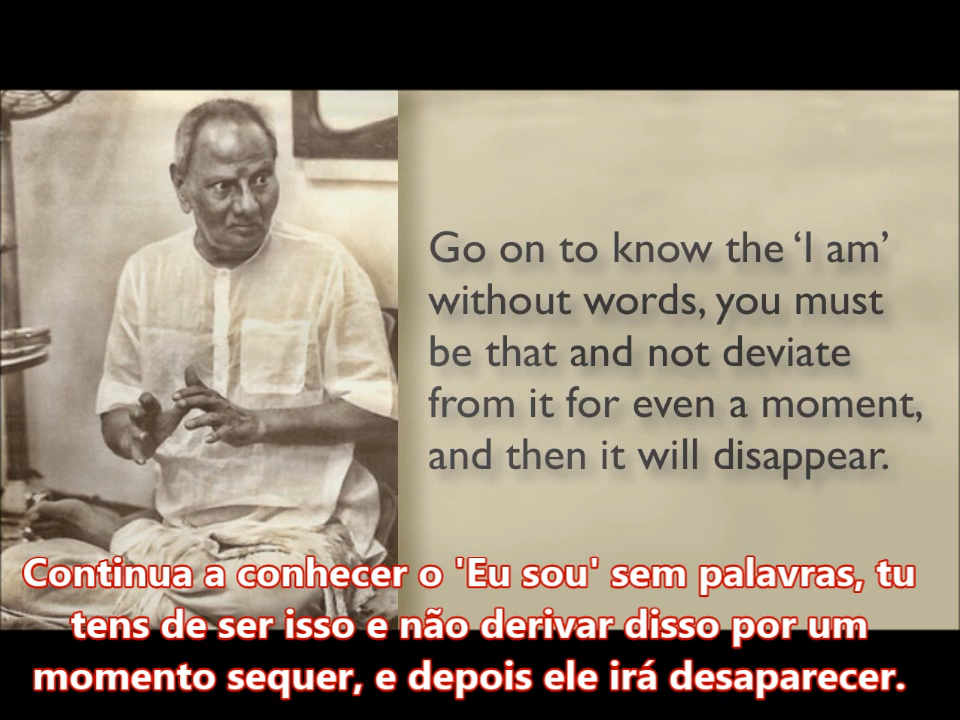 Go on to know the ‘I am’
without words, you must
be that and not deviate
from it for even a moment,
and then it will disappear.
Continua a conhecer o 'Eu sou' sem palavras, tu
tens de ser isso e não derivar disso por um
momento sequer, e depois ele irá desaparecer.